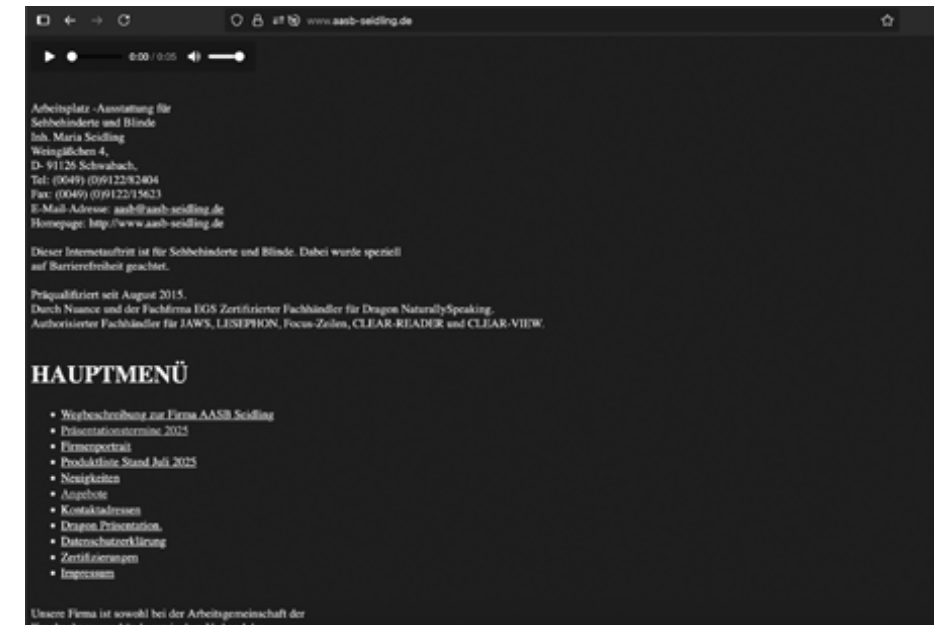 www.aasb-seidling.de
0:00 / 0:05
Arbeitsplatz -Ausstattung für
Sehbehinderte und Blinde
Inh. Maria Seidling
Weingäßchen 4,
D- 91126 Schwabach,
Tel: (0049) (0)9122/82404
Fax: (0049) (0)9122/15623
E-Mail-Adresse: aasb@aasb-seidling.de
Homepage: http://www.aasb-seidling.de
Dieser Internetauftritt ist für Sehbehinderte und Blinde. Dabei wurde speziell
auf Barrierefreiheit geachtet.
Präqualifiziert seit August 2015.
Durch Nuance und der Fachfirma EGS Zertifizierter Fachhändler für Dragon NaturallySpeaking.
Authorisierter Fachhändler für JAWS, LESEPHON, Focus-Zeilen, CLEAR-READER und CLEAR-VIEW.
HAUPTMENÜ
Wegbeschreibung zur Firma AASB Seidling
Präsentationstermine 2025
Firmenportrait
Produktliste Stand Juli 2025
Neuigkeiten
Angebote
Kontaktadressen
Dragon Präsentation.
Datenschutzerklärung
Zertifizierungen
Impressum
Unsere Firma ist sowohl bei der Arbeitsgemeinschaft der